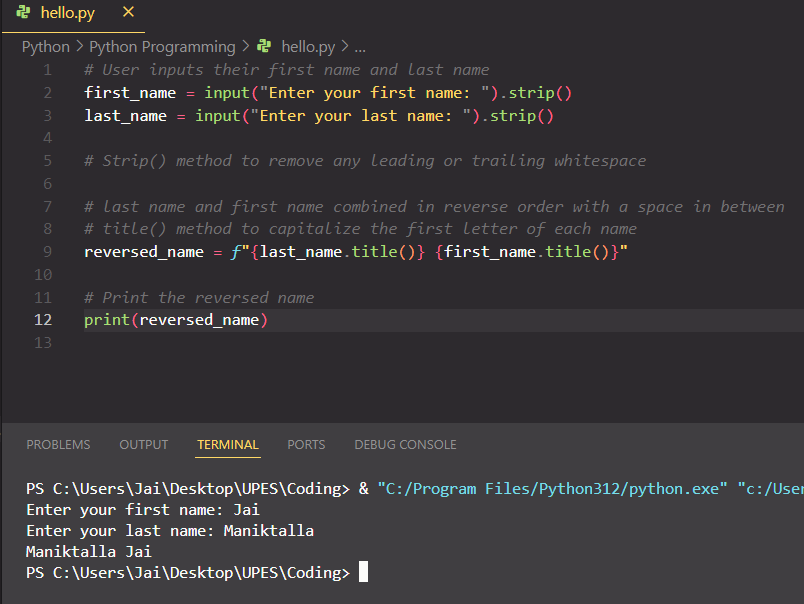 hello.py ×
Python > Python Programming > hello.py > ...
1 # User inputs their first name and last name
2 first_name = input("Enter your first name: ").strip()
3 last_name = input("Enter your last name: ").strip()
4
5 # Strip() method to remove any leading or trailing whitespace
6
7 # last name and first name combined in reverse order with a space in between
8 # title() method to capitalize the first letter of each name
9 reversed_name = f"{last_name.title()} {first_name.title()}"
10
11 # Print the reversed name
12 print(reversed_name)
13
PROBLEMS OUTPUT TERMINAL PORTS DEBUG CONSOLE
PS C:\Users\Jai\Desktop\UPES\Coding> & "C:/Program Files/Python312/python.exe" "c:/User
Enter your first name: Jai
Enter your last name: Maniktalla
Maniktalla Jai
PS C:\Users\Jai\Desktop\UPES\Coding>